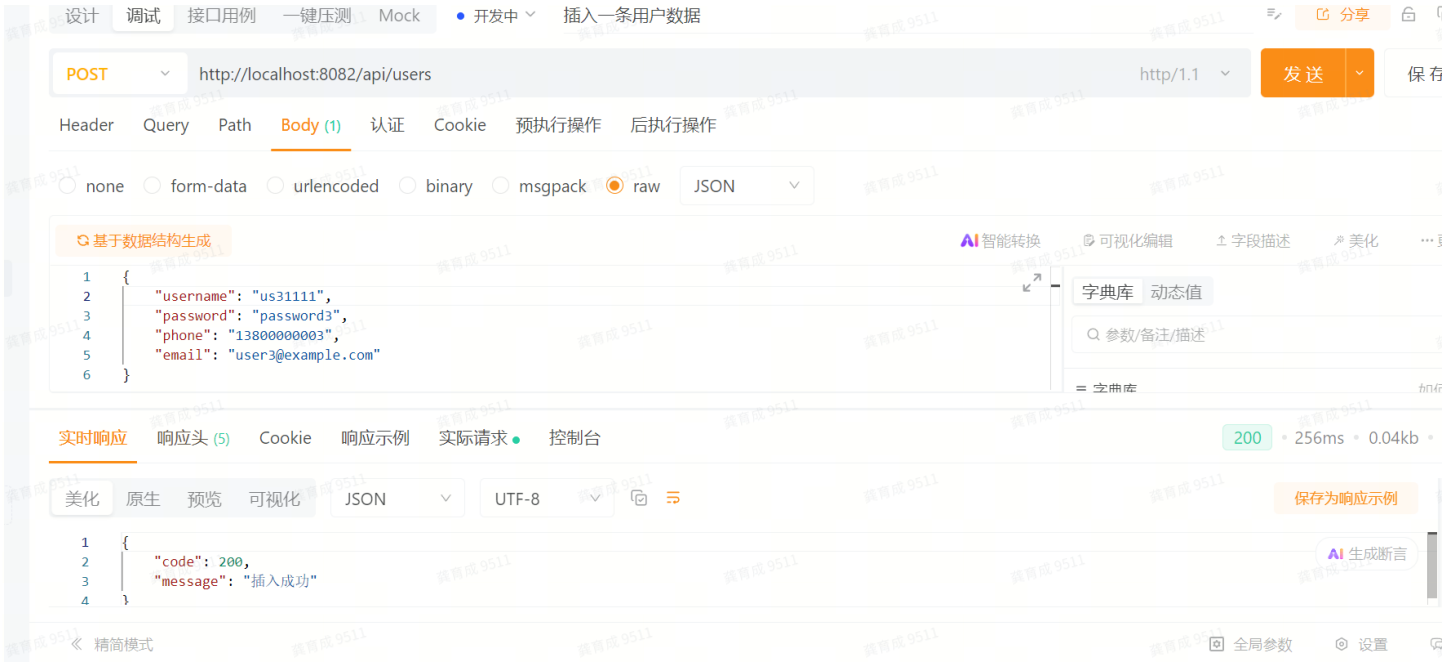 设计 调试 接口用例 一键压测 Mock 开发中 插入一条用户数据 分享
POST http://localhost:8082/api/users http/1.1 发送 保存
Header Query Path Body (1) 认证 Cookie 预执行操作 后执行操作
none form-data urlencoded binary msgpack raw JSON
基于数据结构生成 AI 智能转换 可视化编辑 字段描述 美化 ···
1 {
2 "username": "us31111",
3 "password": "password3",
4 "phone": "13800000003",
5 "email": "user3@example.com"
6 }
字典库 动态值
参数/备注/描述
字典库 如何
实时响应 响应头 (5) Cookie 响应示例 实际请求 控制台 200 256ms 0.04kb
美化 原生 预览 可视化 JSON UTF-8 保存为响应示例
1 {
2 "code": 200,
3 "message": "插入成功"
4 }
AI 生成断言
精简模式 全局参数 设置
龚育成 9511